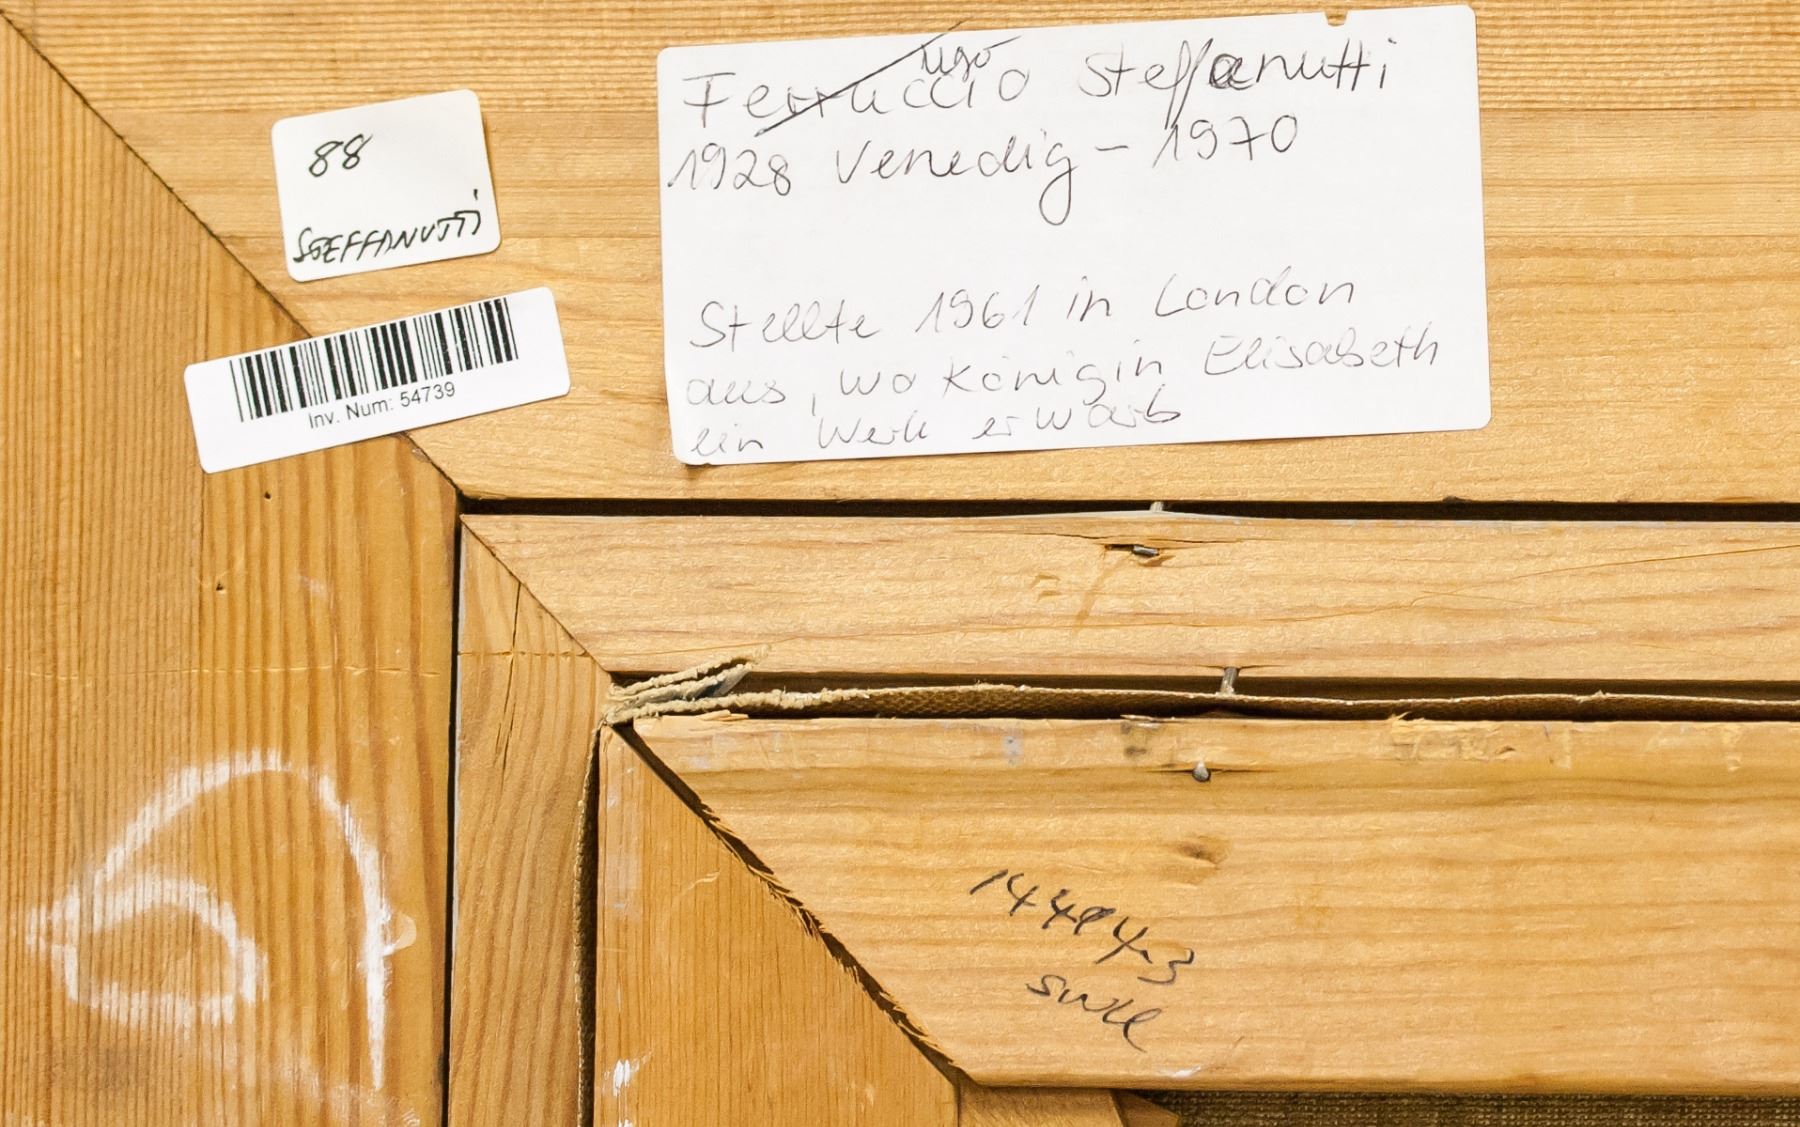 ugo
Ferruccio Steffanutti
1928 Venedig - 1970
Stellte 1961 in London
aus, wo Königin Elisabeth
ein Werk erwarb
88
STEFFANUTTI
Inv. Num: 54739